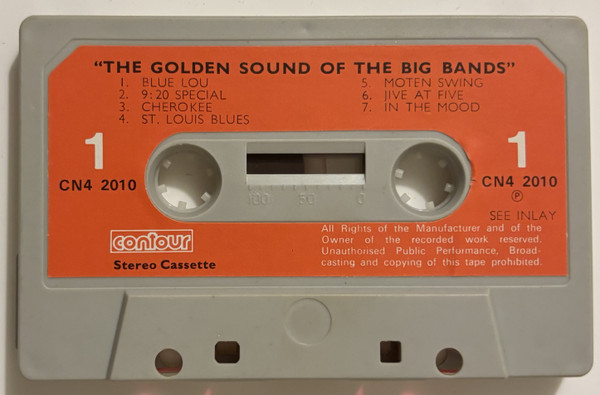 "THE GOLDEN SOUND OF THE BIG BANDS"
1. BLUE LOU
2. 9:20 SPECIAL
3. CHEROKEE
4. ST. LOUIS BLUES
5. MOTEN SWING
6. JIVE AT FIVE
7. IN THE MOOD
1
CN4 2010
100 50 0
1
CN4 2010
℗
SEE INLAY
contour
Stereo Cassette
All Rights of the Manufacturer and of the
Owner of the recorded work reserved.
Unauthorised Public Performance, Broad-
casting and copying of this tape prohibited.